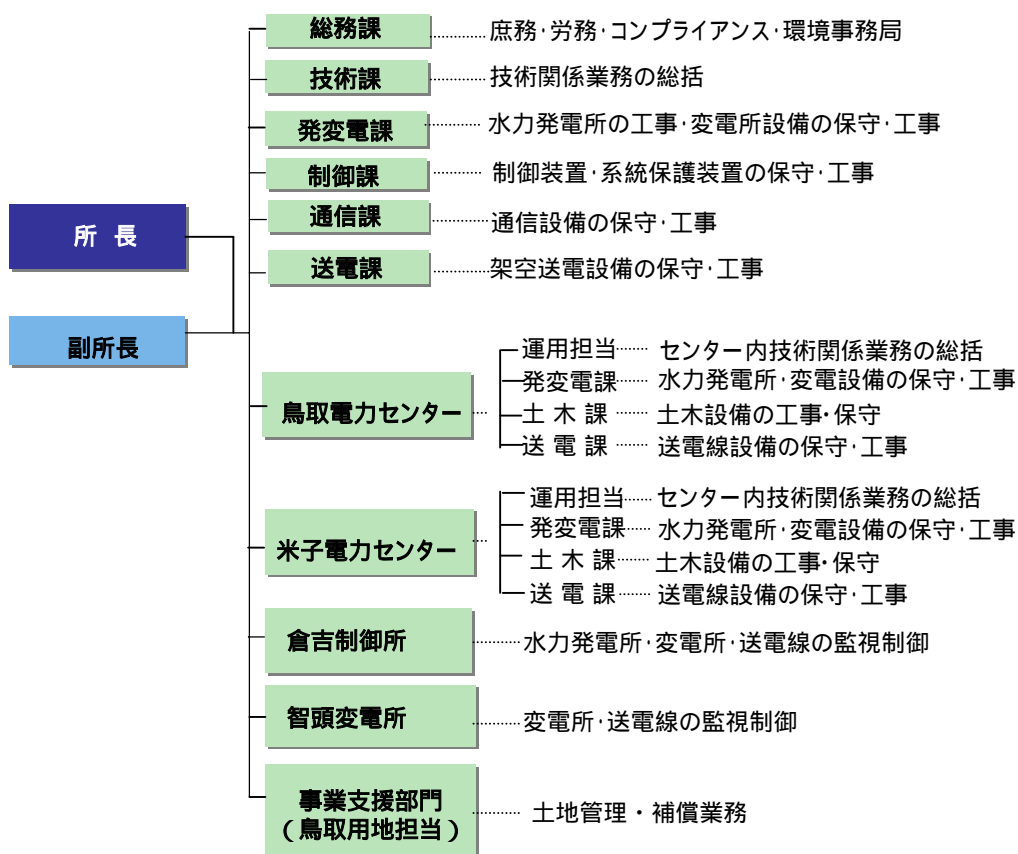 所 長
副所長
総務課 庶務･労務･コンプライアンス･環境事務局
技術課 技術関係業務の総括
発変電課 水力発電所の工事･変電所設備の保守･工事
制御課 制御装置･系統保護装置の保守･工事
通信課 通信設備の保守･工事
送電課 架空送電設備の保守･工事
鳥取電力センター
運用担当 センター内技術関係業務の総括
発変電課 水力発電所･変電設備の保守･工事
土 木 課 土木設備の工事･保守
送 電 課 送電線設備の保守･工事
米子電力センター
運用担当 センター内技術関係業務の総括
発変電課 水力発電所･変電設備の保守･工事
土 木 課 土木設備の工事･保守
送 電 課 送電線設備の保守･工事
倉吉制御所 水力発電所･変電所･送電線の監視制御
智頭変電所 変電所･送電線の監視制御
事業支援部門
（鳥取用地担当） 土地管理・補償業務